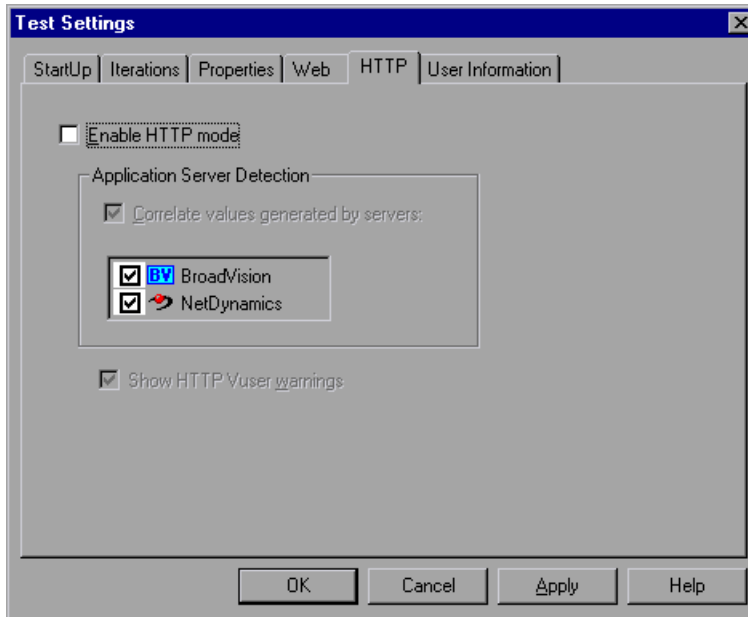 Test Settings
StartUp Iterations Properties Web HTTP User Information
Enable HTTP mode
Application Server Detection
Correlate values generated by servers:
BV BroadVision
NetDynamics
Show HTTP Vuser warnings
OK Cancel Apply Help